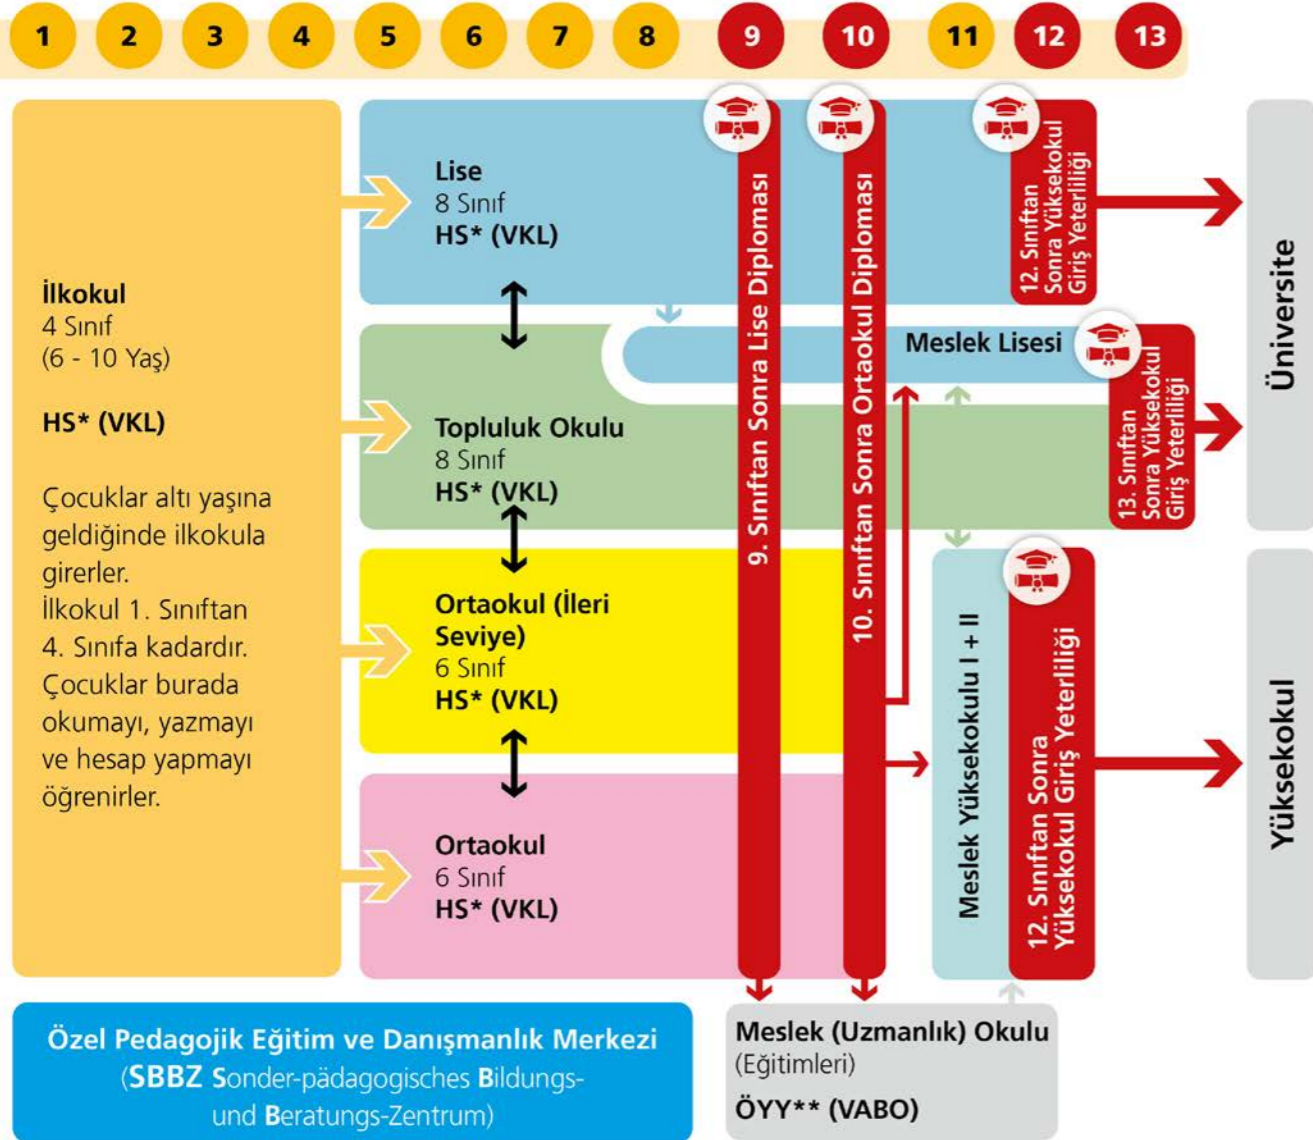 1 2 3 4 5 6 7 8 9 10 11 12 13
İlkokul
4 Sınıf
(6 - 10 Yaş)
HS* (VKL)
Çocuklar altı yaşına
geldiğinde ilkokula
girerler.
İlkokul 1. Sınıftan
4. Sınıfa kadardır.
Çocuklar burada
okumayı, yazmayı
ve hesap yapmayı
öğrenirler.
Lise
8 Sınıf
HS* (VKL)
Topluluk Okulu
8 Sınıf
HS* (VKL)
Ortaokul (İleri
Seviye)
6 Sınıf
HS* (VKL)
Ortaokul
6 Sınıf
HS* (VKL)
9. Sınıftan Sonra Lise Diploması
10. Sınıftan Sonra Ortaokul Diploması
12. Sınıftan
Sonra Yüksekokul
Giriş Yeterliliği
Meslek Lisesi
13. Sınıftan
Sonra Yüksekokul
Giriş Yeterliliği
Meslek Yüksekokulu I + II
12. Sınıftan Sonra
Yüksekokul Giriş Yeterliliği
Üniversite
Yüksekokul
Özel Pedagojik Eğitim ve Danışmanlık Merkezi
(SBBZ Sonder-pädagogisches Bildungs-
und Beratungs-Zentrum)
Meslek (Uzmanlık) Okulu
(Eğitimleri)
ÖYY** (VABO)